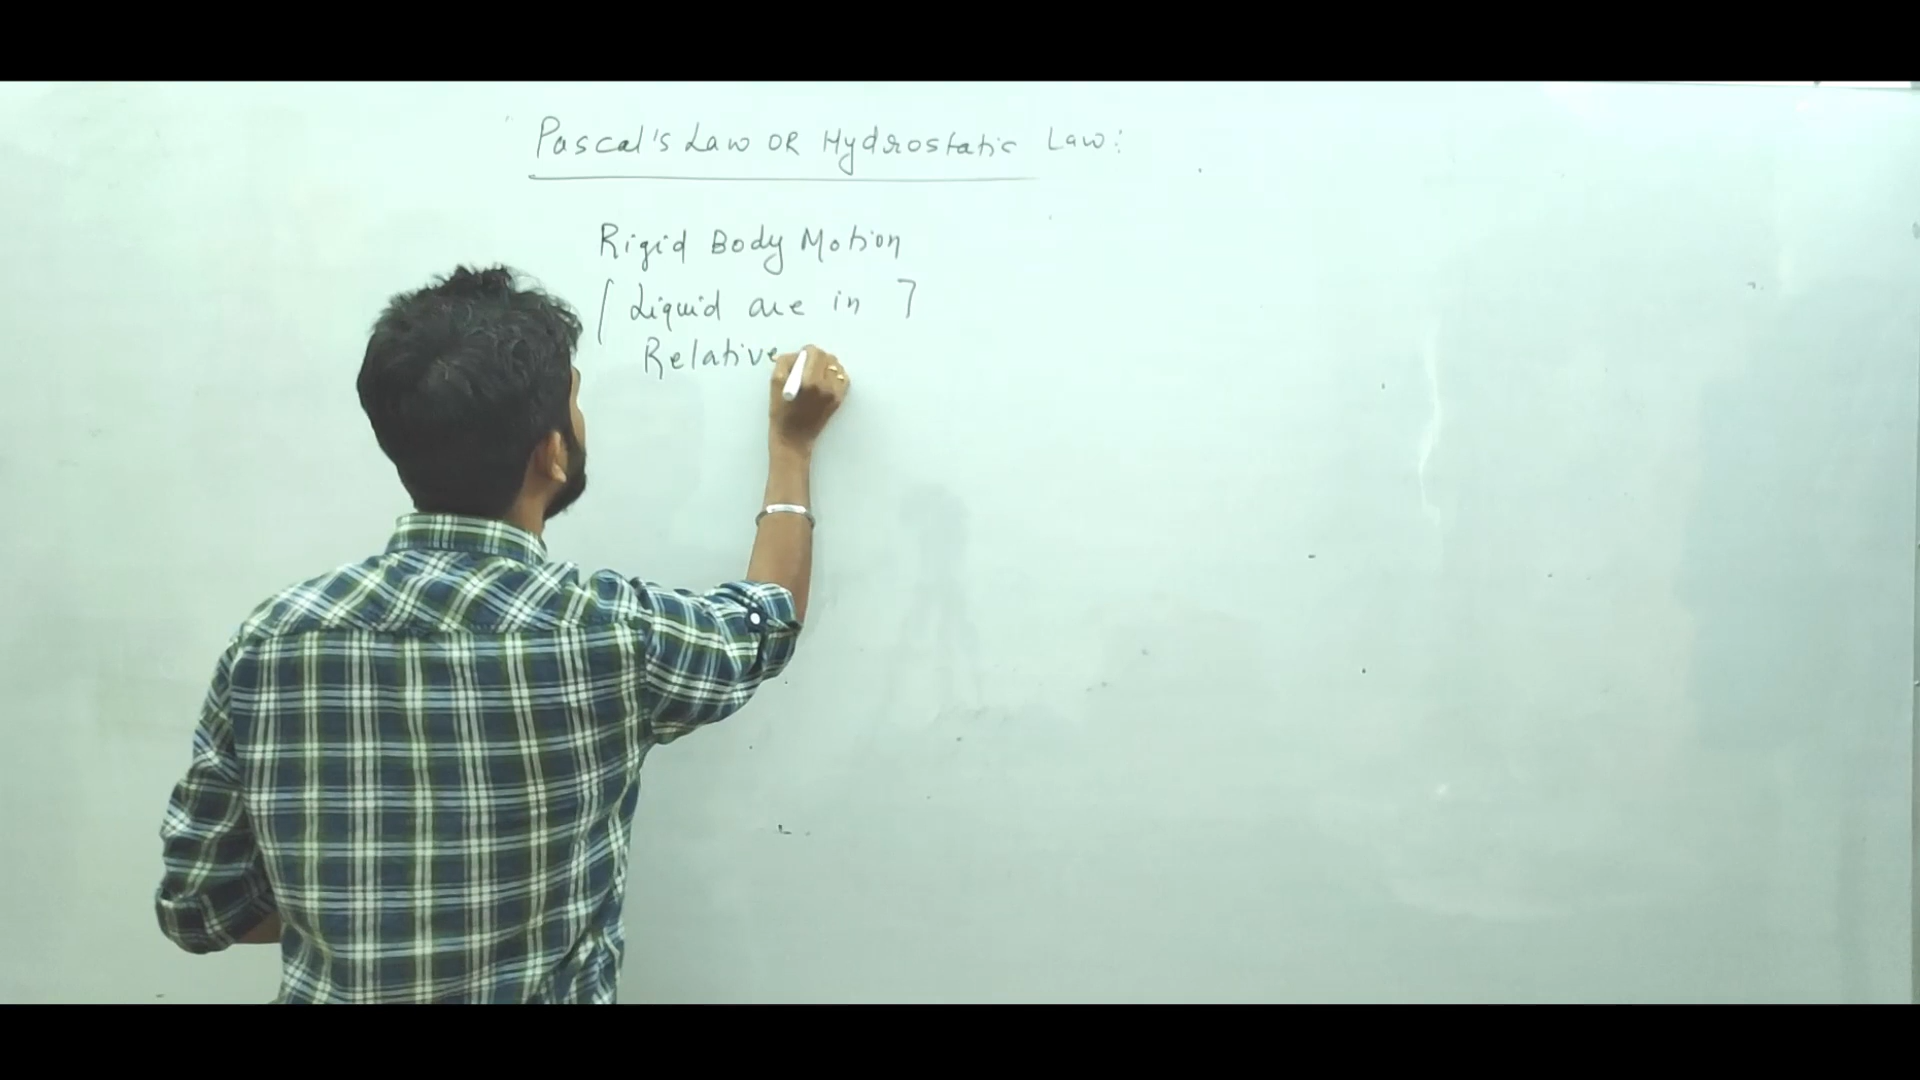 Pascal's Law OR Hydrostatic Law:
Rigid Body Motion
[ Liquid are in ]
Relative